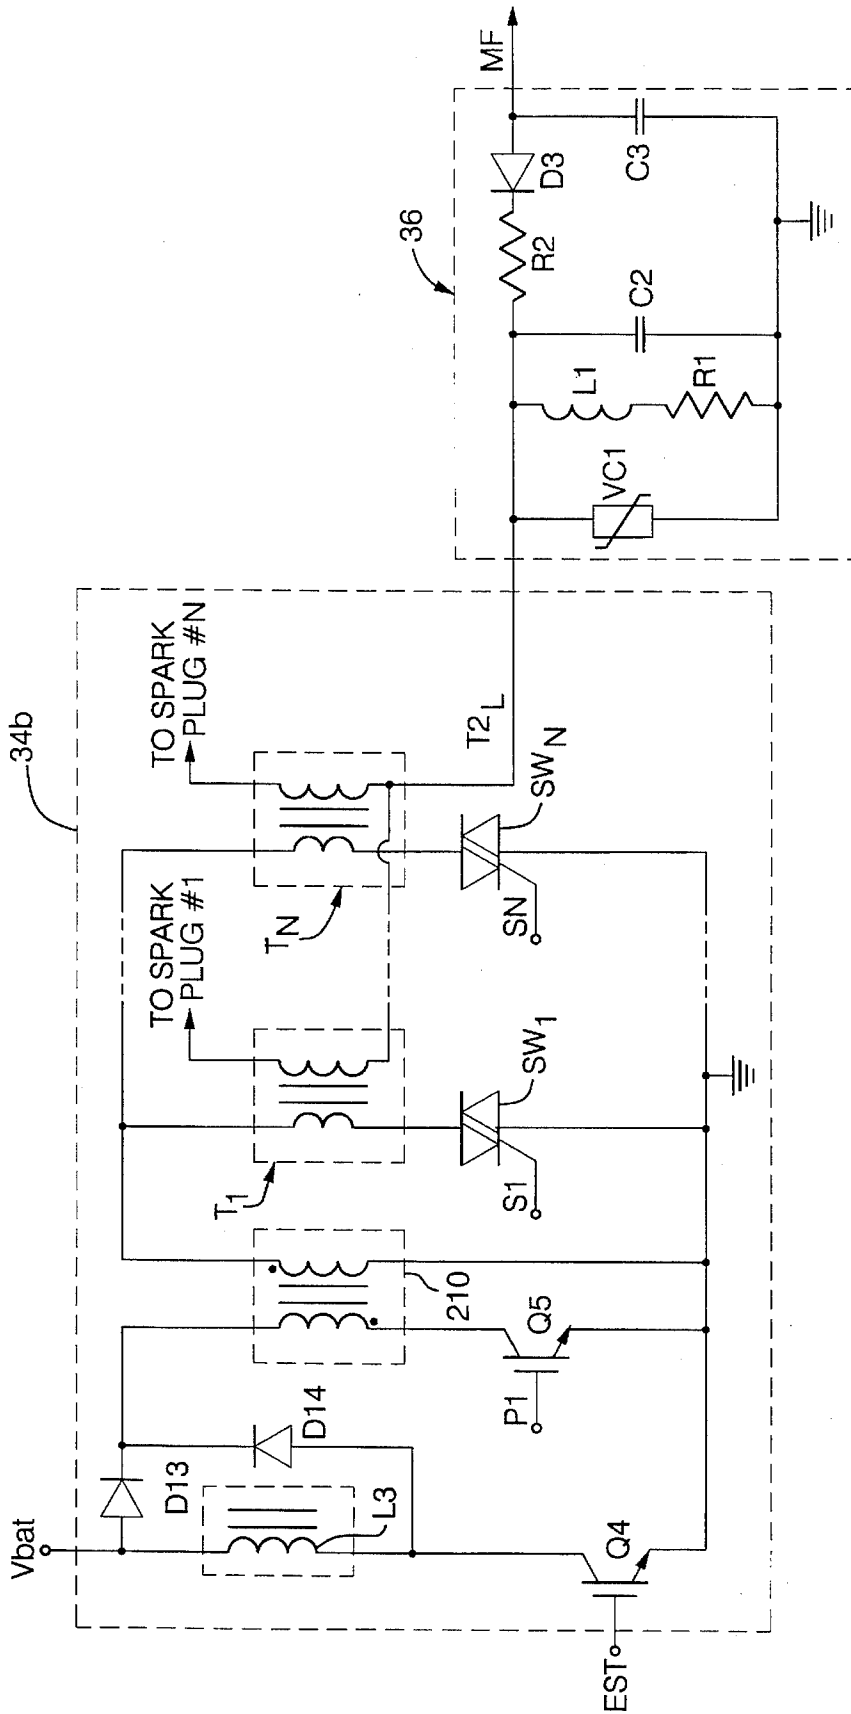 34b
Vbat
D13
L3
D14
Q4
EST
210
Q5
P1
T1
TO SPARK
PLUG #1
S1
SW1
TN
TO SPARK
PLUG #N
SN
SWN
T2L
36
VC1
L1
R1
C2
R2
D3
C3
MF